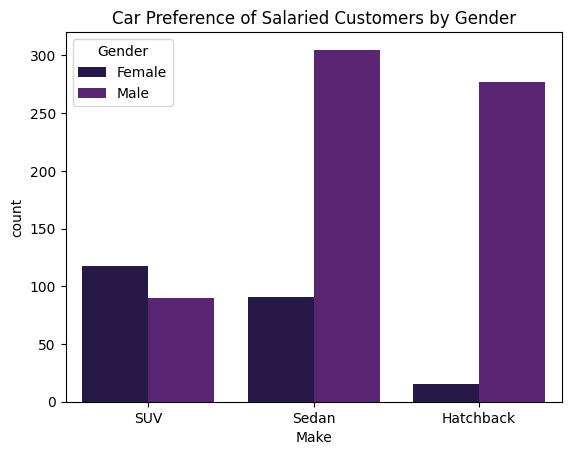 Car Preference of Salaried Customers by Gender
Gender
Female
Male
count
300
250
200
150
100
50
0
SUV Sedan Hatchback
Make